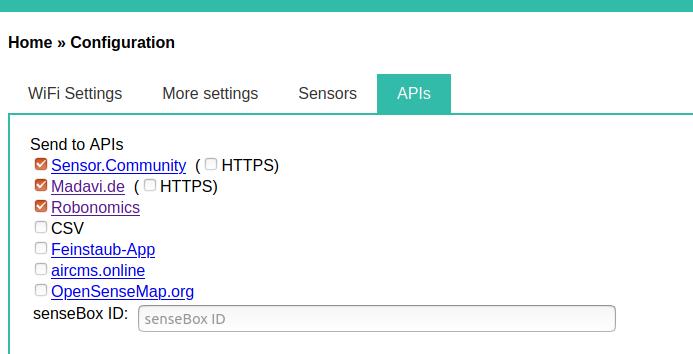 Home » Configuration
WiFi Settings More settings Sensors APIs
Send to APIs
Sensor.Community ( HTTPS)
Madavi.de ( HTTPS)
Robonomics
CSV
Feinstaub-App
aircms.online
OpenSenseMap.org
senseBox ID: senseBox ID